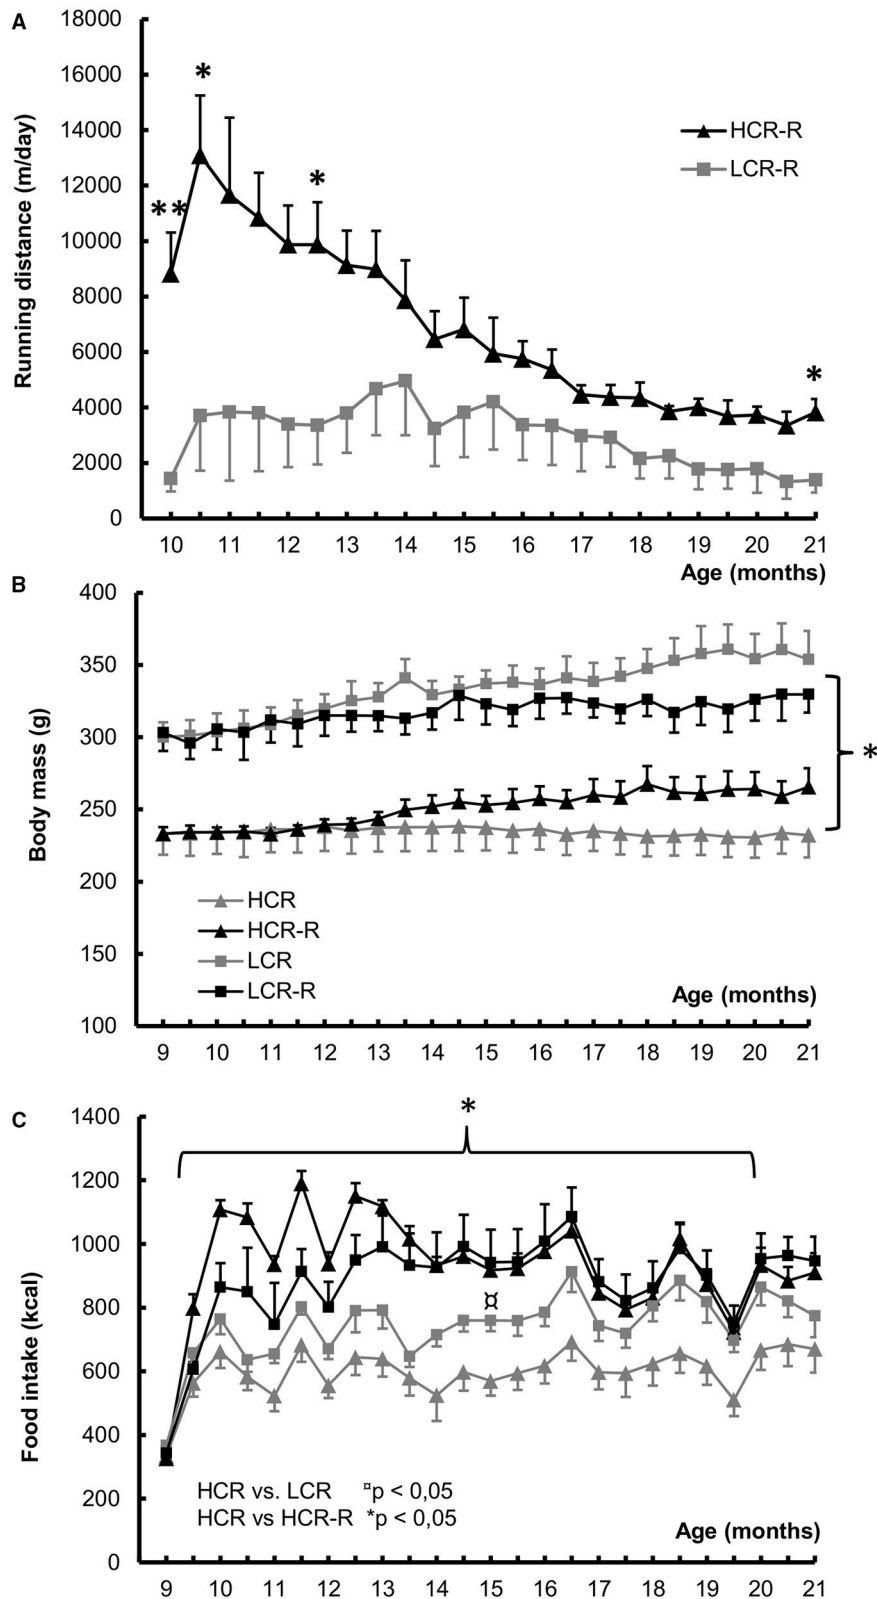 A
Running distance (m/day)
18000
16000
14000
12000
10000
8000
6000
4000
2000
0
*
**
*
*
HCR-R
LCR-R
10 11 12 13 14 15 16 17 18 19 20 21
Age (months)
B
Body mass (g)
400
350
300
250
200
150
100
*
HCR
HCR-R
LCR
LCR-R
Age (months)
9 10 11 12 13 14 15 16 17 18 19 20 21
C
Food intake (kcal)
1400
1200
1000
800
600
400
200
0
*
¤
HCR vs. LCR ¤p < 0,05
HCR vs HCR-R *p < 0,05
Age (months)
9 10 11 12 13 14 15 16 17 18 19 20 21